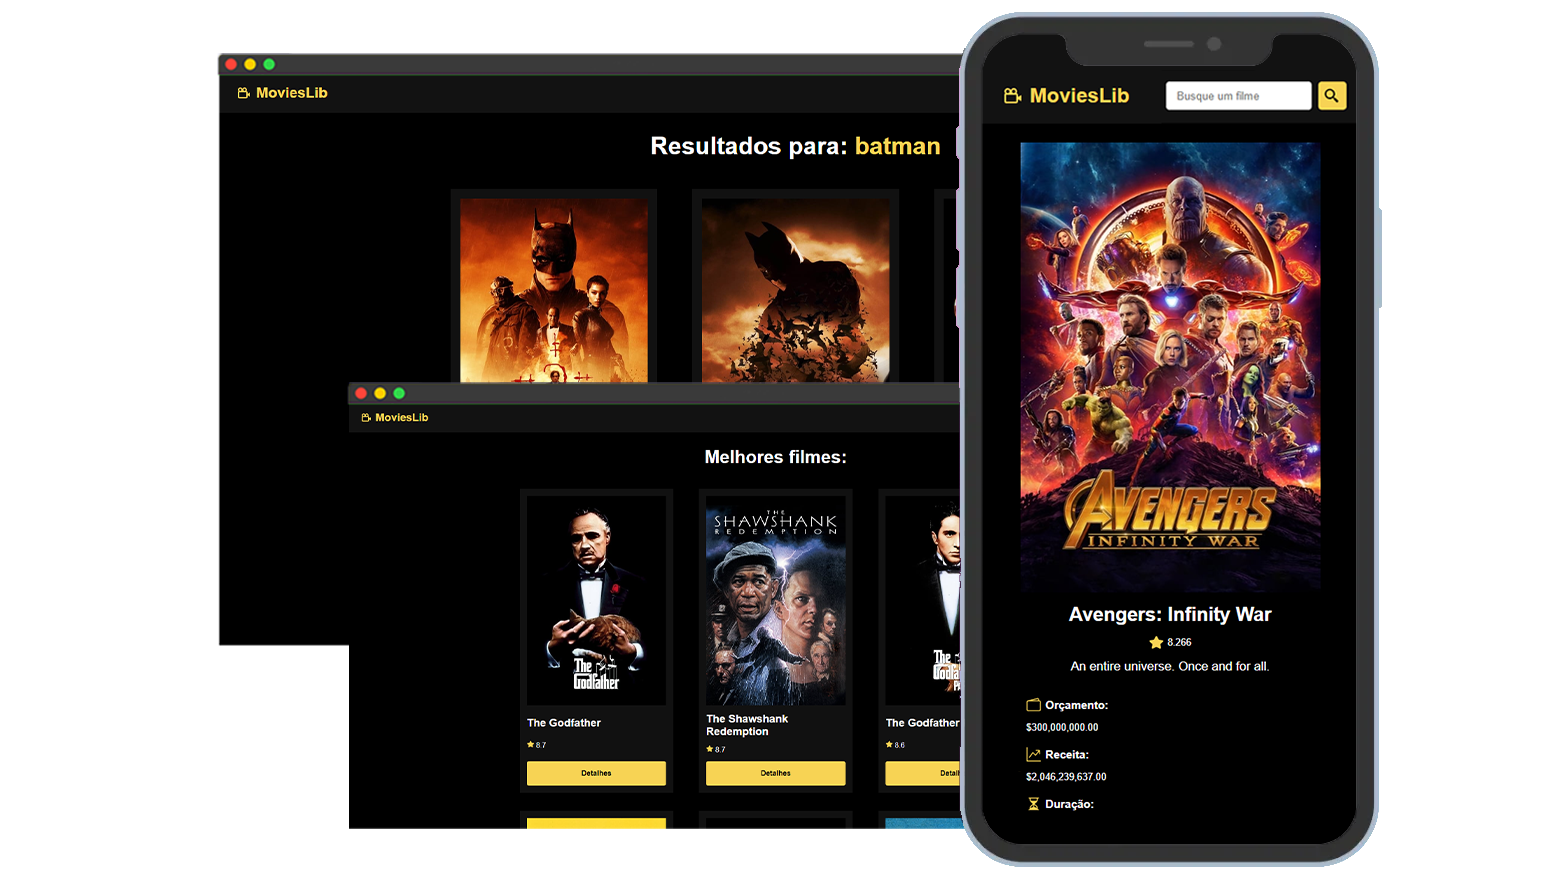 MoviesLib
Resultados para: batman
MoviesLib
Melhores filmes:
The
Godfather
The Godfather
8.7
Detalhes
THE
SHAWSHANK
REDEMPTION
The Shawshank
Redemption
8.7
Detalhes
The
The Godfather
8.6
MoviesLib
Busque um filme
AVENGERS
INFINITY WAR
Avengers: Infinity War
8.266
An entire universe. Once and for all.
Orçamento:
$300,000,000.00
Receita:
$2,046,239,637.00
Duração: